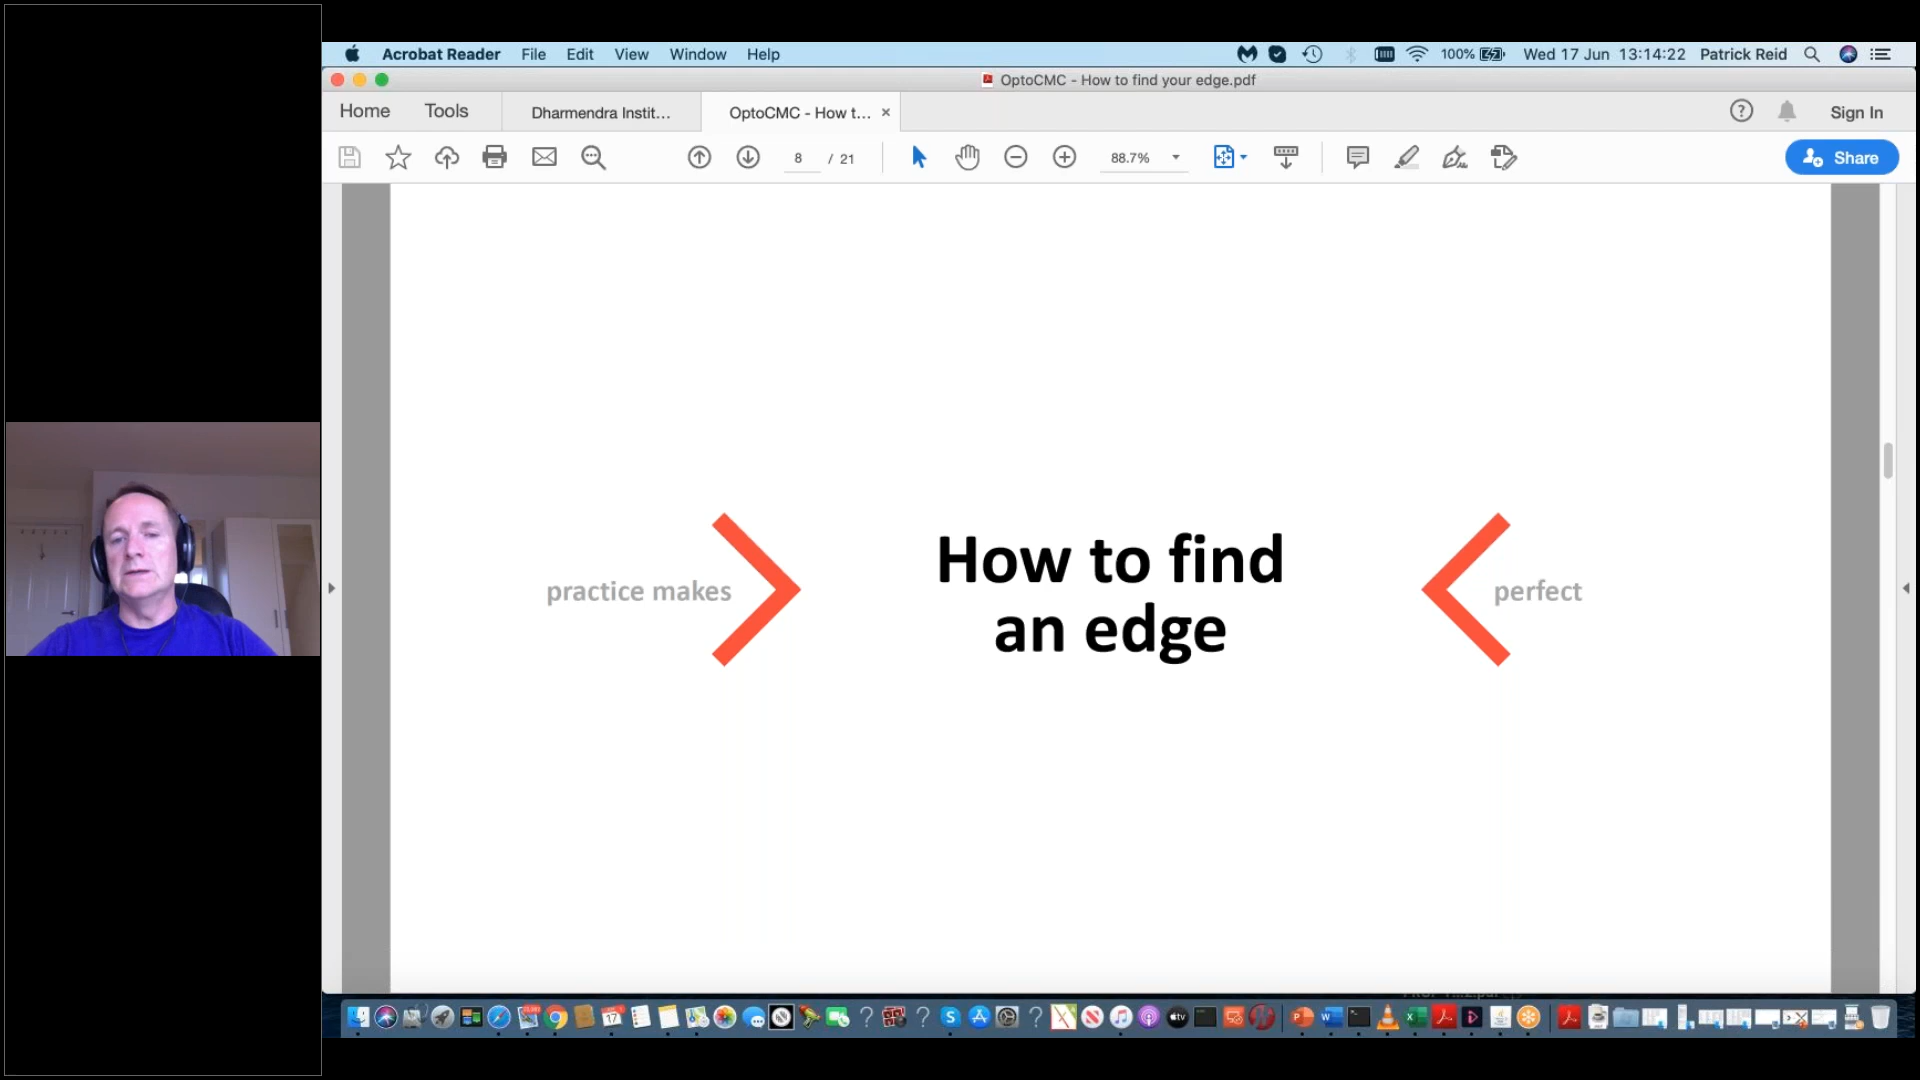 Acrobat Reader File Edit View Window Help 100% Wed 17 Jun 13:14:22 Patrick Reid
OptoCMC - How to find your edge.pdf
Home Tools Dharmendra Instit... OptoCMC - How t... × ? Sign In
8 / 21 88.7% Share
How to find
practice makes perfect
an edge